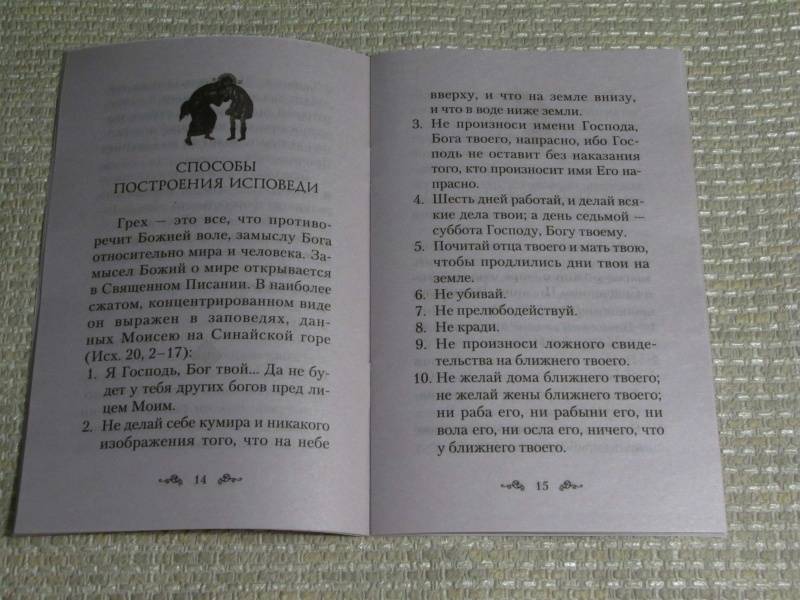 СПОСОБЫ
ПОСТРОЕНИЯ ИСПОВЕДИ
Грех — это все, что противо-
речит Божией воле, замыслу Бога
относительно мира и человека. За-
мысел Божий о мире открывается
в Священном Писании. В наиболее
сжатом, концентрированном виде
он выражен в заповедях, дан-
ных Моисею на Синайской горе
(Исх. 20, 2–17):
1. Я Господь, Бог твой... Да не бу-
дет у тебя других богов пред ли-
цем Моим.
2. Не делай себе кумира и никакого
изображения того, что на небе
14
вверху, и что на земле внизу,
и что в воде ниже земли.
3. Не произноси имени Господа,
Бога твоего, напрасно, ибо Гос-
подь не оставит без наказания
того, кто произносит имя Его на-
прасно.
4. Шесть дней работай, и делай вся-
кие дела твои; а день седьмой —
суббота Господу, Богу твоему.
5. Почитай отца твоего и мать твою,
чтобы продлились дни твои на
земле.
6. Не убивай.
7. Не прелюбодействуй.
8. Не кради.
9. Не произноси ложного свиде-
тельства на ближнего твоего.
10. Не желай дома ближнего твоего;
не желай жены ближнего твоего;
ни раба его, ни рабыни его, ни
вола его, ни осла его, ничего, что
у ближнего твоего.
15